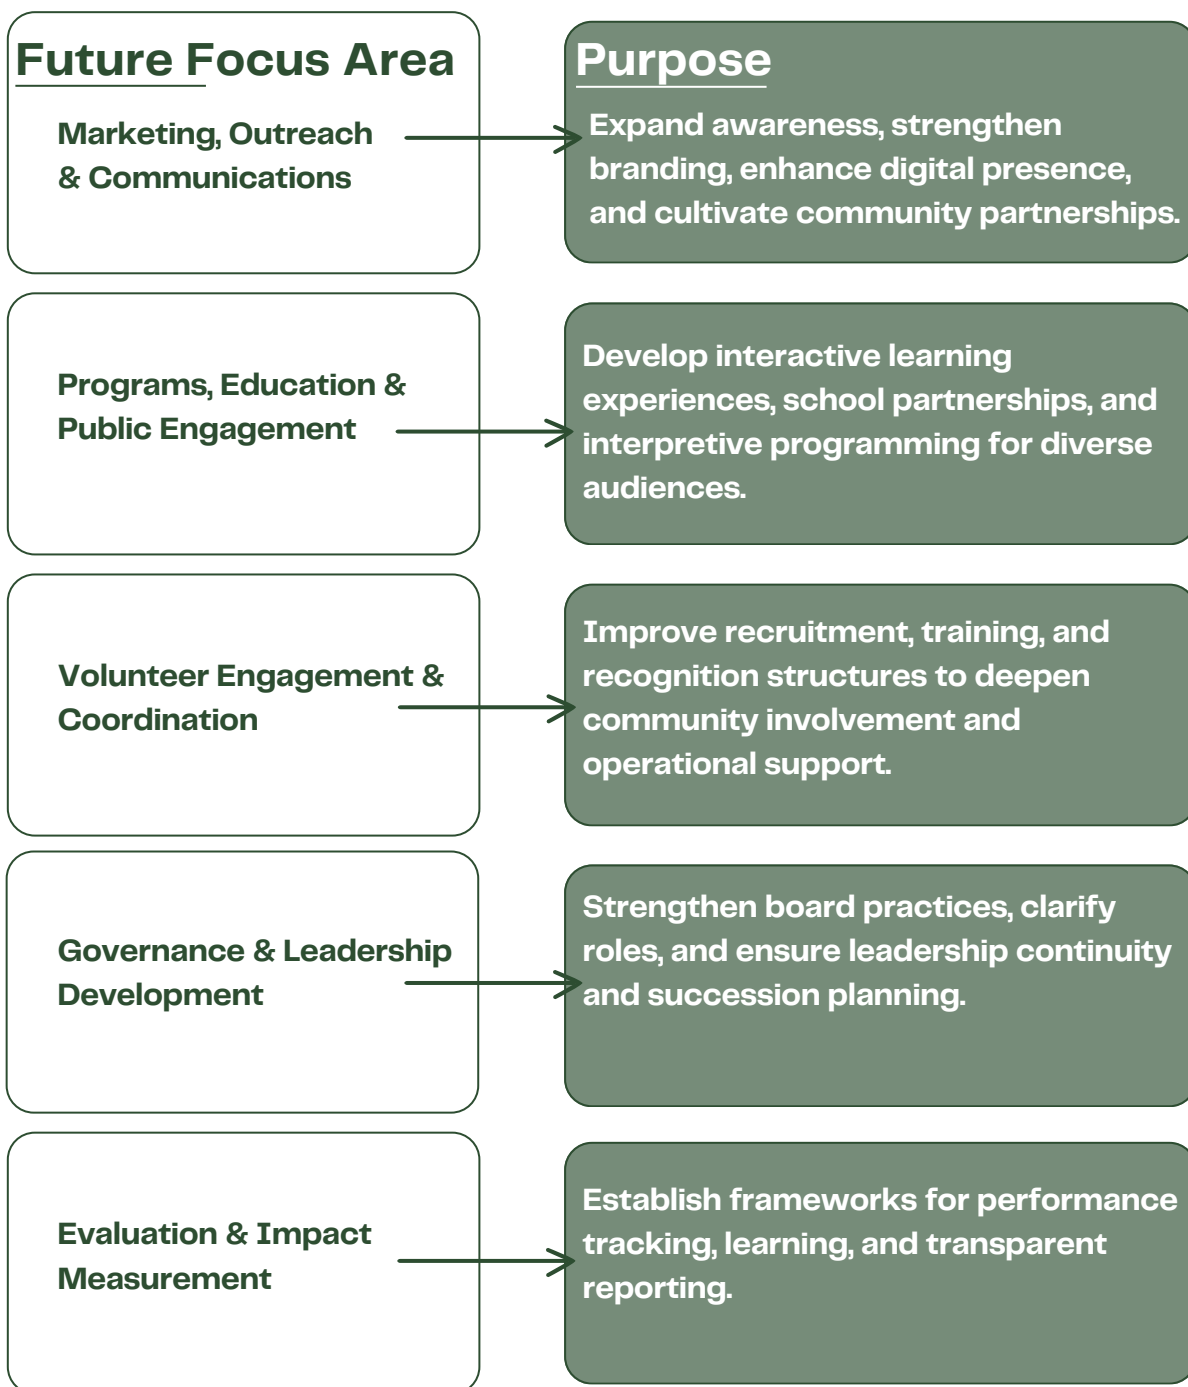 Future Focus Area
Purpose
Marketing, Outreach
& Communications
Expand awareness, strengthen
branding, enhance digital presence,
and cultivate community partnerships.
Programs, Education &
Public Engagement
Develop interactive learning
experiences, school partnerships, and
interpretive programming for diverse
audiences.
Volunteer Engagement &
Coordination
Improve recruitment, training, and
recognition structures to deepen
community involvement and
operational support.
Governance & Leadership
Development
Strengthen board practices, clarify
roles, and ensure leadership continuity
and succession planning.
Evaluation & Impact
Measurement
Establish frameworks for performance
tracking, learning, and transparent
reporting.